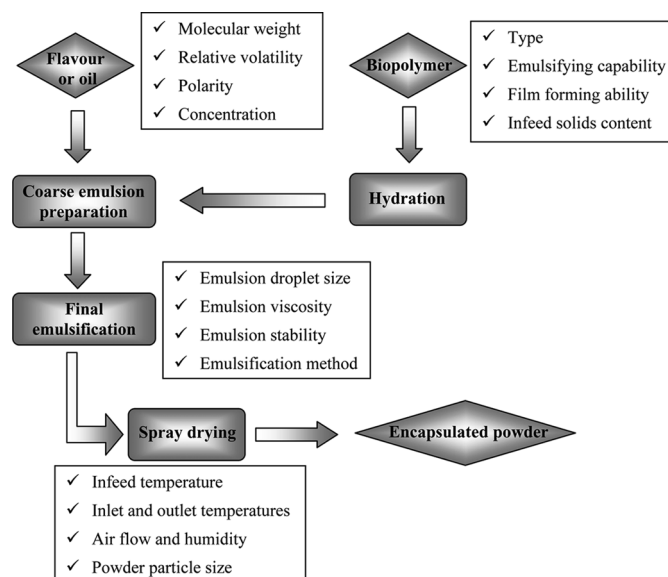 Flavour
or oil
✓ Molecular weight
✓ Relative volatility
✓ Polarity
✓ Concentration
Biopolymer
✓ Type
✓ Emulsifying capability
✓ Film forming ability
✓ Infeed solids content
Coarse emulsion
preparation
Hydration
Final
emulsification
✓ Emulsion droplet size
✓ Emulsion viscosity
✓ Emulsion stability
✓ Emulsification method
Spray drying
Encapsulated powder
✓ Infeed temperature
✓ Inlet and outlet temperatures
✓ Air flow and humidity
✓ Powder particle size